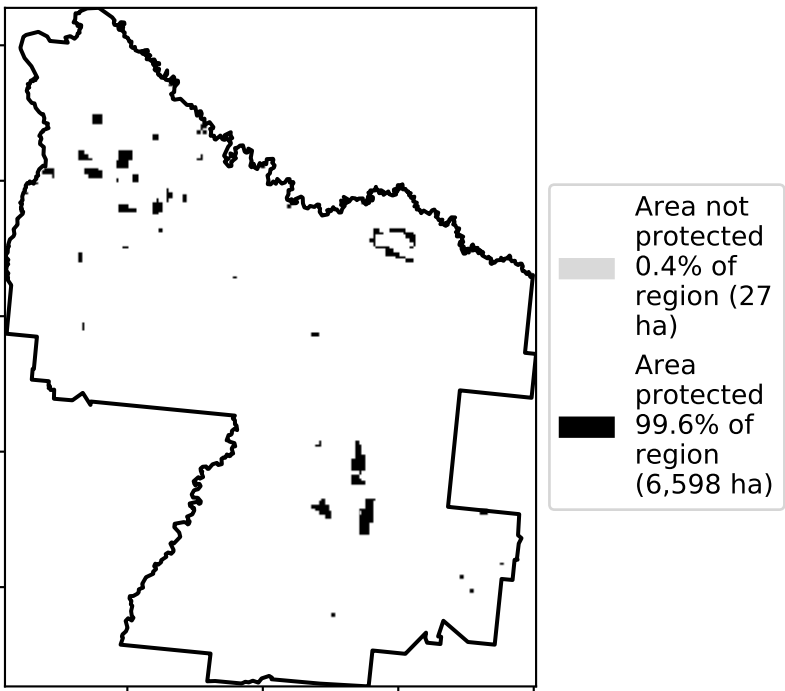 Area not
protected
0.4% of
region (27
ha)
Area
protected
99.6% of
region
(6,598 ha)